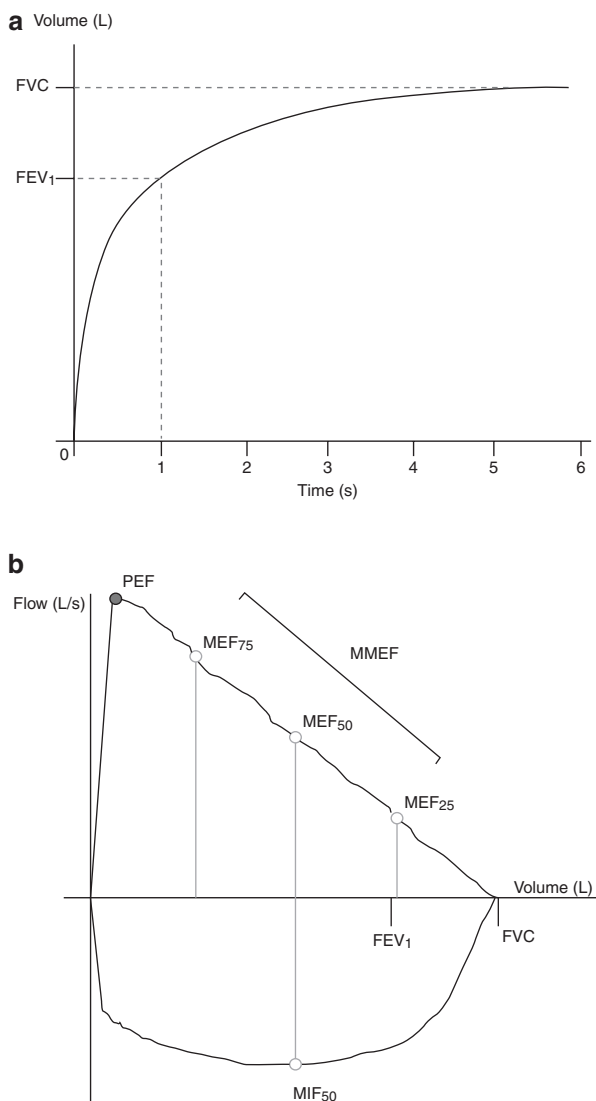 a Volume (L)
FVC
FEV1
0 1 2 3 4 5 6
Time (s)
b
PEF
Flow (L/s)
MEF75
MMEF
MEF50
MEF25
Volume (L)
FEV1
FVC
MIF50